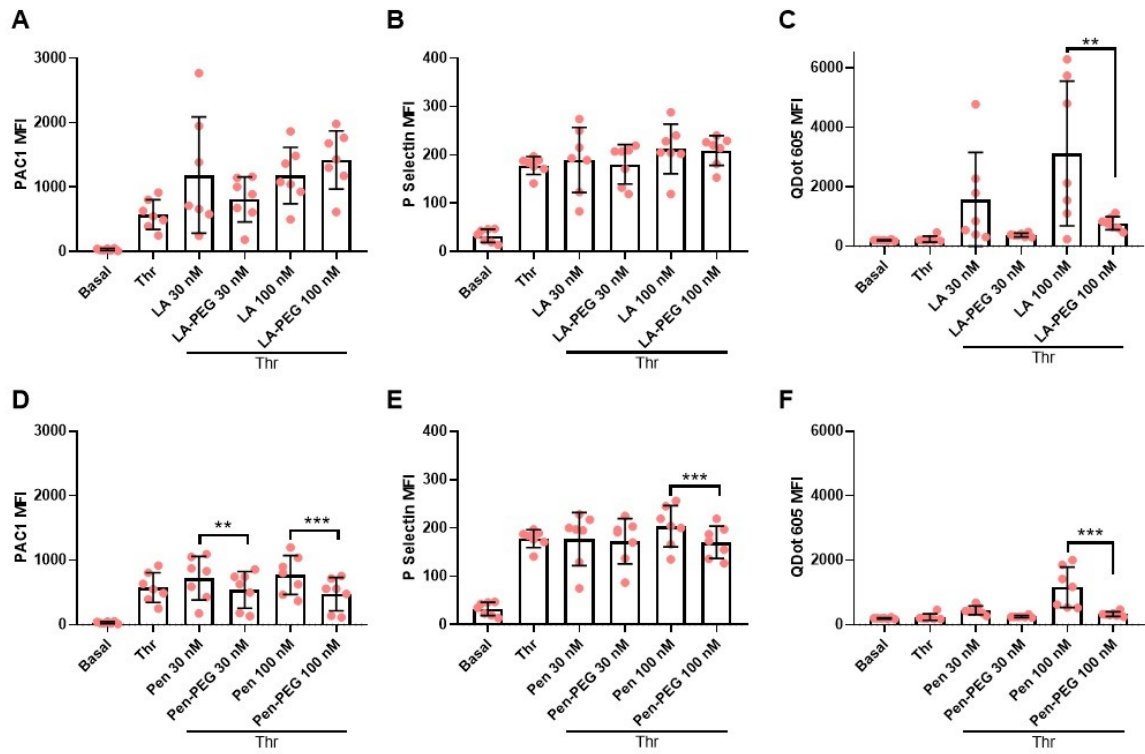 A
PAC1 MFI
3000
2000
1000
0
Basal
Thr
LA 30 nM
LA-PEG 30 nM
LA 100 nM
LA-PEG 100 nM
Thr
B
P Selectin MFI
400
300
200
100
0
Basal
Thr
LA 30 nM
LA-PEG 30 nM
LA 100 nM
LA-PEG 100 nM
Thr
C
QDot 605 MFI
6000
4000
2000
0
**
Basal
Thr
LA 30 nM
LA-PEG 30 nM
LA 100 nM
LA-PEG 100 nM
Thr
D
PAC1 MFI
3000
2000
1000
0
**
***
Basal
Thr
Pen 30 nM
Pen-PEG 30 nM
Pen 100 nM
Pen-PEG 100 nM
Thr
E
P Selectin MFI
400
300
200
100
0
***
Basal
Thr
Pen 30 nM
Pen-PEG 30 nM
Pen 100 nM
Pen-PEG 100 nM
Thr
F
QDot 605 MFI
6000
4000
2000
0
***
Basal
Thr
Pen 30 nM
Pen-PEG 30 nM
Pen 100 nM
Pen-PEG 100 nM
Thr